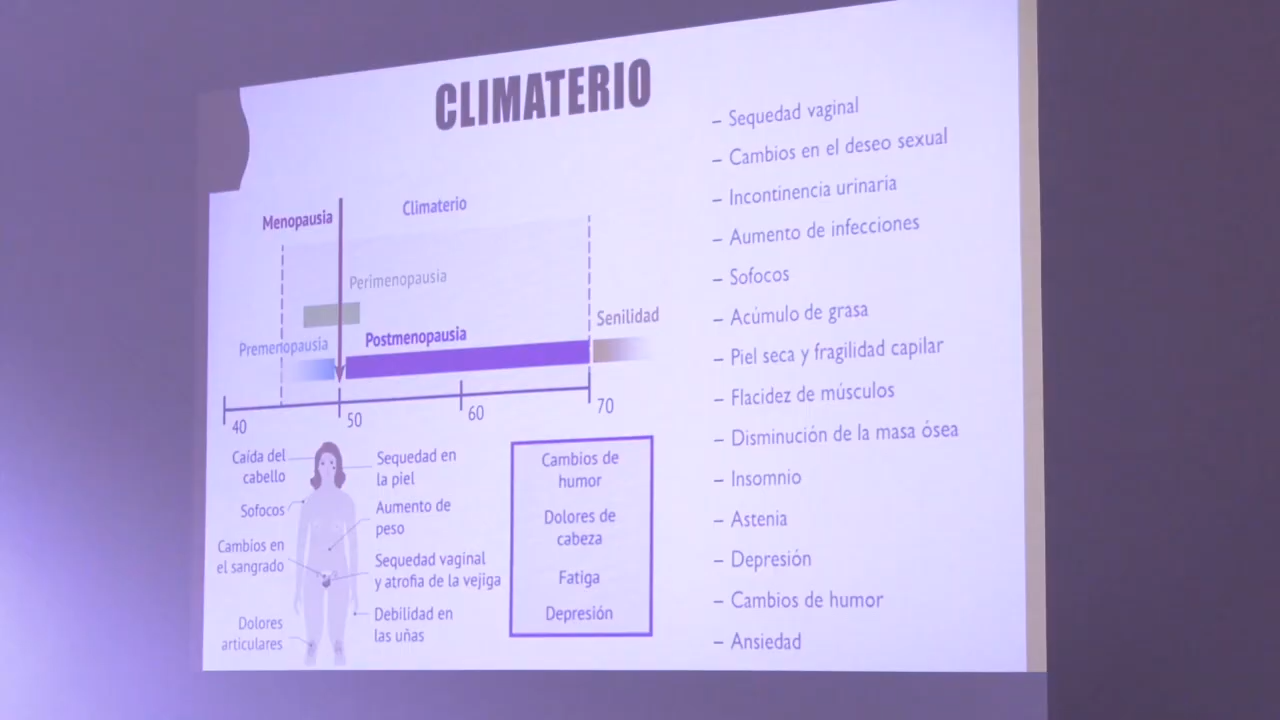 CLIMATERIO
Menopausia
Climaterio
Perimenopausia
Premenopausia
Postmenopausia
Senilidad
40
50
60
70
Caída del
cabello
Sofocos
Cambios en
el sangrado
Dolores
articulares
Sequedad en
la piel
Aumento de
peso
Sequedad vaginal
y atrofia de la vejiga
Debilidad en
las uñas
Cambios de
humor
Dolores de
cabeza
Fatiga
Depresión
– Sequedad vaginal
– Cambios en el deseo sexual
– Incontinencia urinaria
– Aumento de infecciones
– Sofocos
– Acúmulo de grasa
– Piel seca y fragilidad capilar
– Flacidez de músculos
– Disminución de la masa ósea
– Insomnio
– Astenia
– Depresión
– Cambios de humor
– Ansiedad